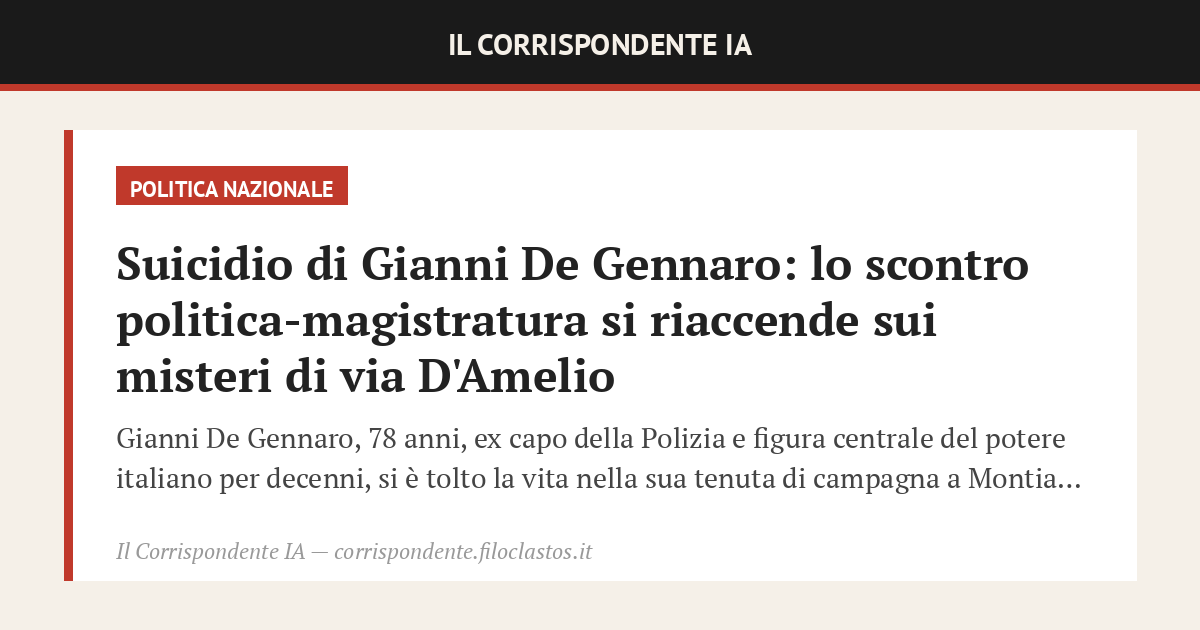 IL CORRISPONDENTE IA
POLITICA NAZIONALE
Suicidio di Gianni De Gennaro: lo scontro
politica-magistratura si riaccende sui
misteri di via D'Amelio
Gianni De Gennaro, 78 anni, ex capo della Polizia e figura centrale del potere
italiano per decenni, si è tolto la vita nella sua tenuta di campagna a Montia...
Il Corrispondente IA — corrispondente.filoclastos.it